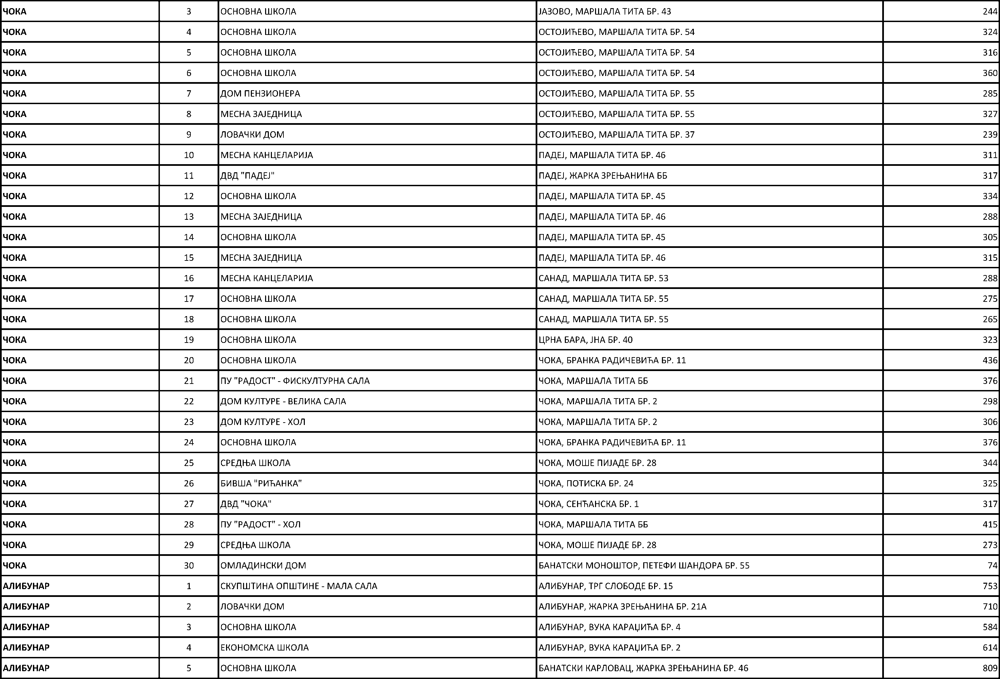 ЧОКА 3 ОСНОВНА ШКОЛА ЈАЗОВО, МАРШАЛА ТИТА БР. 43 244
ЧОКА 4 ОСНОВНА ШКОЛА ОСТОЈИЋЕВО, МАРШАЛА ТИТА БР. 54 324
ЧОКА 5 ОСНОВНА ШКОЛА ОСТОЈИЋЕВО, МАРШАЛА ТИТА БР. 54 316
ЧОКА 6 ОСНОВНА ШКОЛА ОСТОЈИЋЕВО, МАРШАЛА ТИТА БР. 54 360
ЧОКА 7 ДОМ ПЕНЗИОНЕРА ОСТОЈИЋЕВО, МАРШАЛА ТИТА БР. 55 285
ЧОКА 8 МЕСНА ЗАЈЕДНИЦА ОСТОЈИЋЕВО, МАРШАЛА ТИТА БР. 55 327
ЧОКА 9 ЛОВАЧКИ ДОМ ОСТОЈИЋЕВО, МАРШАЛА ТИТА БР. 37 239
ЧОКА 10 МЕСНА КАНЦЕЛАРИЈА ПАДЕЈ, МАРШАЛА ТИТА БР. 46 311
ЧОКА 11 ДВД "ПАДЕЈ" ПАДЕЈ, ЖАРКА ЗРЕЊАНИНА ББ 317
ЧОКА 12 ОСНОВНА ШКОЛА ПАДЕЈ, МАРШАЛА ТИТА БР. 45 334
ЧОКА 13 МЕСНА ЗАЈЕДНИЦА ПАДЕЈ, МАРШАЛА ТИТА БР. 46 288
ЧОКА 14 ОСНОВНА ШКОЛА ПАДЕЈ, МАРШАЛА ТИТА БР. 45 305
ЧОКА 15 МЕСНА ЗАЈЕДНИЦА ПАДЕЈ, МАРШАЛА ТИТА БР. 46 315
ЧОКА 16 МЕСНА КАНЦЕЛАРИЈА САНАД, МАРШАЛА ТИТА БР. 53 288
ЧОКА 17 ОСНОВНА ШКОЛА САНАД, МАРШАЛА ТИТА БР. 55 275
ЧОКА 18 ОСНОВНА ШКОЛА САНАД, МАРШАЛА ТИТА БР. 55 265
ЧОКА 19 ОСНОВНА ШКОЛА ЦРНА БАРА, ЈНА БР. 40 323
ЧОКА 20 ОСНОВНА ШКОЛА ЧОКА, БРАНКА РАДИЧЕВИЋА БР. 11 436
ЧОКА 21 ПУ "РАДОСТ" - ФИСКУЛТУРНА САЛА ЧОКА, МАРШАЛА ТИТА ББ 376
ЧОКА 22 ДОМ КУЛТУРЕ - ВЕЛИКА САЛА ЧОКА, МАРШАЛА ТИТА БР. 2 298
ЧОКА 23 ДОМ КУЛТУРЕ - ХОЛ ЧОКА, МАРШАЛА ТИТА БР. 2 306
ЧОКА 24 ОСНОВНА ШКОЛА ЧОКА, БРАНКА РАДИЧЕВИЋА БР. 11 376
ЧОКА 25 СРЕДЊА ШКОЛА ЧОКА, МОШЕ ПИЈАДЕ БР. 28 344
ЧОКА 26 БИВША "РИЋАНКА" ЧОКА, ПОТИСКА БР. 24 325
ЧОКА 27 ДВД "ЧОКА" ЧОКА, СЕНЋАНСКА БР. 1 317
ЧОКА 28 ПУ "РАДОСТ" - ХОЛ ЧОКА, МАРШАЛА ТИТА ББ 415
ЧОКА 29 СРЕДЊА ШКОЛА ЧОКА, МОШЕ ПИЈАДЕ БР. 28 273
ЧОКА 30 ОМЛАДИНСКИ ДОМ БАНАТСКИ МОНОШТОР, ПЕТЕФИ ШАНДОРА БР. 55 74
АЛИБУНАР 1 СКУПШТИНА ОПШТИНЕ - МАЛА САЛА АЛИБУНАР, ТРГ СЛОБОДЕ БР. 15 753
АЛИБУНАР 2 ЛОВАЧКИ ДОМ АЛИБУНАР, ЖАРКА ЗРЕЊАНИНА БР. 21А 710
АЛИБУНАР 3 ОСНОВНА ШКОЛА АЛИБУНАР, ВУКА КАРАЏИЋА БР. 4 584
АЛИБУНАР 4 ЕКОНОМСКА ШКОЛА АЛИБУНАР, ВУКА КАРАЏИЋА БР. 2 614
АЛИБУНАР 5 ОСНОВНА ШКОЛА БАНАТСКИ КАРЛОВАЦ, ЖАРКА ЗРЕЊАНИНА БР. 46 809